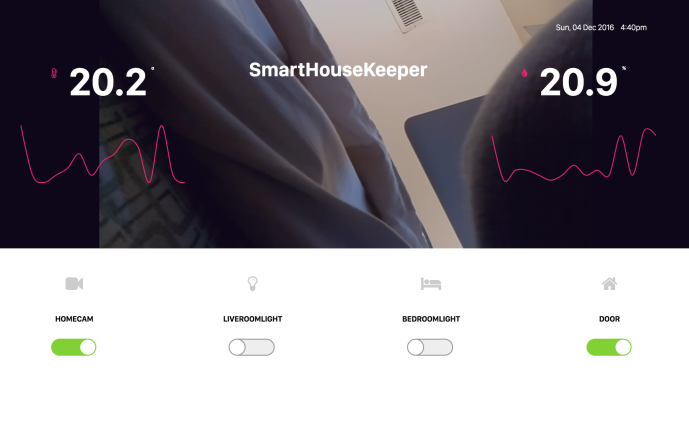 Sun, 04 Dec 2016 4:40pm
SmartHouseKeeper
20.2°
20.9%
HOMECAM
LIVEROOMLIGHT
BEDROOMLIGHT
DOOR